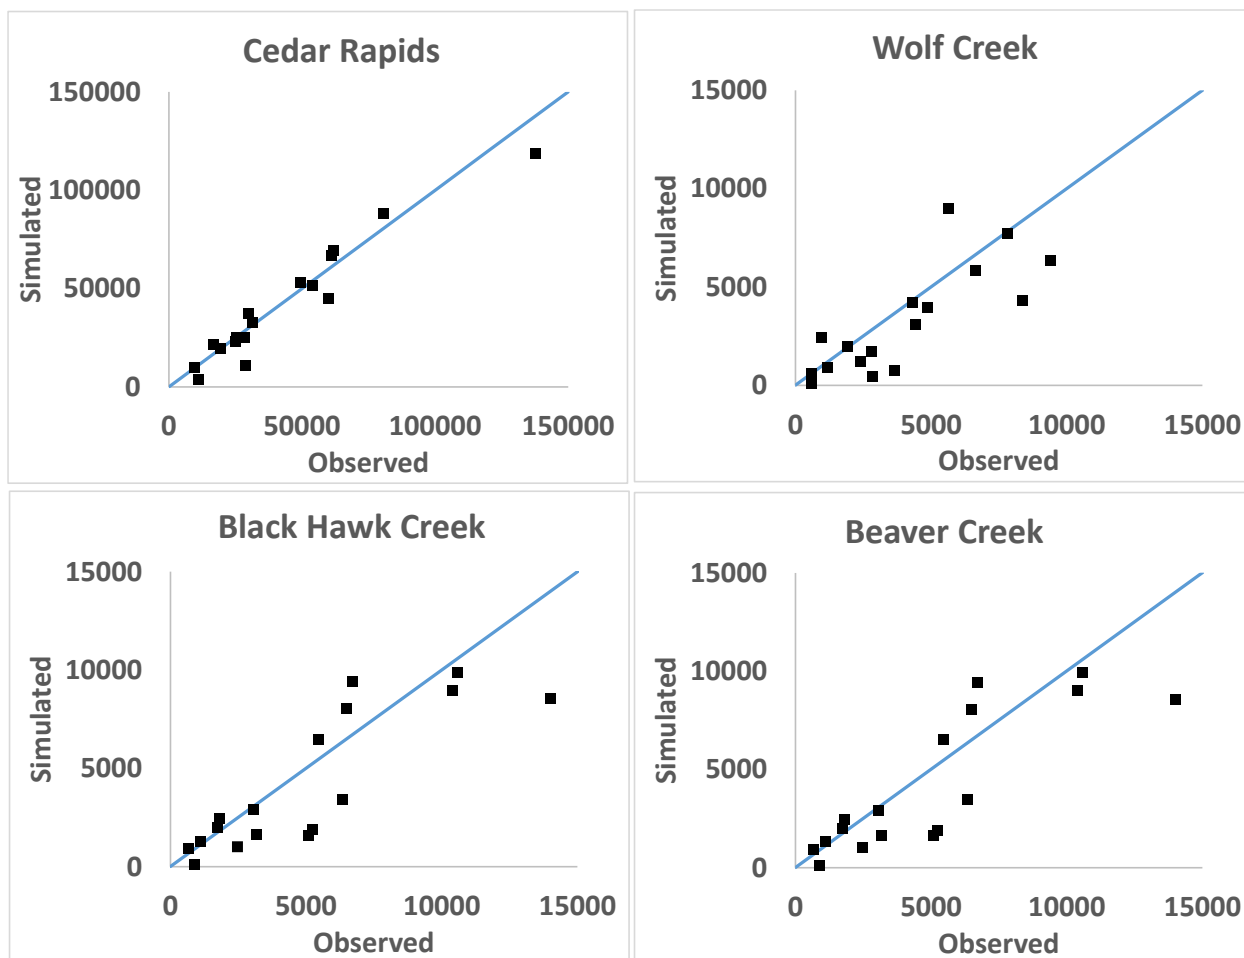 Cedar Rapids
150000
100000
50000
0
Simulated
0 50000 100000 150000
Observed
Wolf Creek
15000
10000
5000
0
Simulated
0 5000 10000 15000
Observed
Black Hawk Creek
15000
10000
5000
0
Simulated
0 5000 10000 15000
Observed
Beaver Creek
15000
10000
5000
0
Simulated
0 5000 10000 15000
Observed